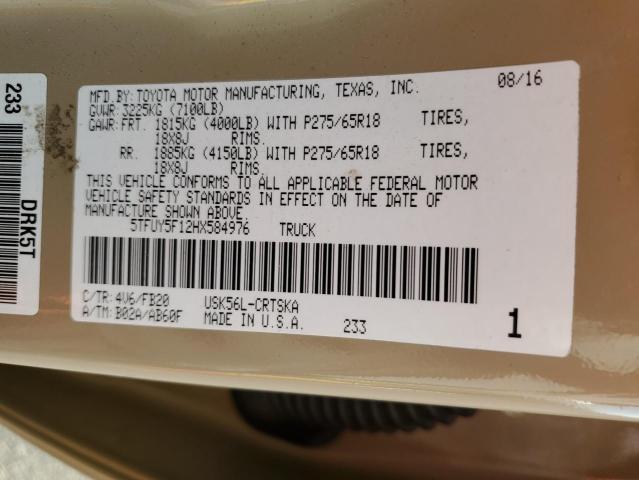 233
DRK5T
MFD.BY: TOYOTA MOTOR MANUFACTURING, TEXAS, INC. 08/16
GVWR: 3225KG (7100LB)
GAWR: FRT. 1815KG (4000LB) WITH P275/65R18 TIRES,
18X8J RIMS.
RR. 1885KG (4150LB) WITH P275/65R18 TIRES,
18X8J RIMS.
THIS VEHICLE CONFORMS TO ALL APPLICABLE FEDERAL MOTOR
VEHICLE SAFETY STANDARDS IN EFFECT ON THE DATE OF
MANUFACTURE SHOWN ABOVE.
5TFUY5F12HX584976 TRUCK
C/TR: 4V6/FB20 USK56L-CRTSKA
A/TM: B02A/AB60F MADE IN U.S.A. 233 1